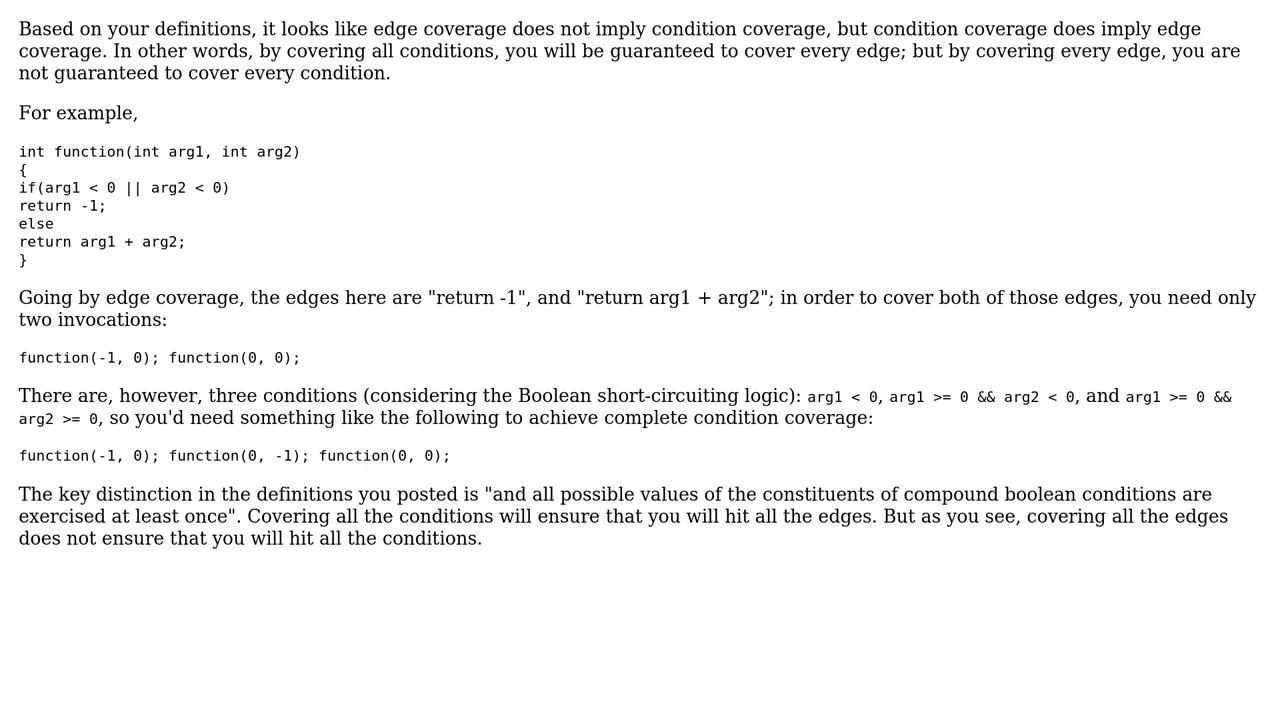 Based on your definitions, it looks like edge coverage does not imply condition coverage, but condition coverage does imply edge
coverage. In other words, by covering all conditions, you will be guaranteed to cover every edge; but by covering every edge, you are
not guaranteed to cover every condition.
For example,
int function(int arg1, int arg2)
{
if(arg1 < 0 || arg2 < 0)
return -1;
else
return arg1 + arg2;
}
Going by edge coverage, the edges here are "return -1", and "return arg1 + arg2"; in order to cover both of those edges, you need only
two invocations:
function(-1, 0); function(0, 0);
There are, however, three conditions (considering the Boolean short-circuiting logic): arg1 < 0, arg1 >= 0 && arg2 < 0, and arg1 >= 0 &&
arg2 >= 0, so you'd need something like the following to achieve complete condition coverage:
function(-1, 0); function(0, -1); function(0, 0);
The key distinction in the definitions you posted is "and all possible values of the constituents of compound boolean conditions are
exercised at least once". Covering all the conditions will ensure that you will hit all the edges. But as you see, covering all the edges
does not ensure that you will hit all the conditions.